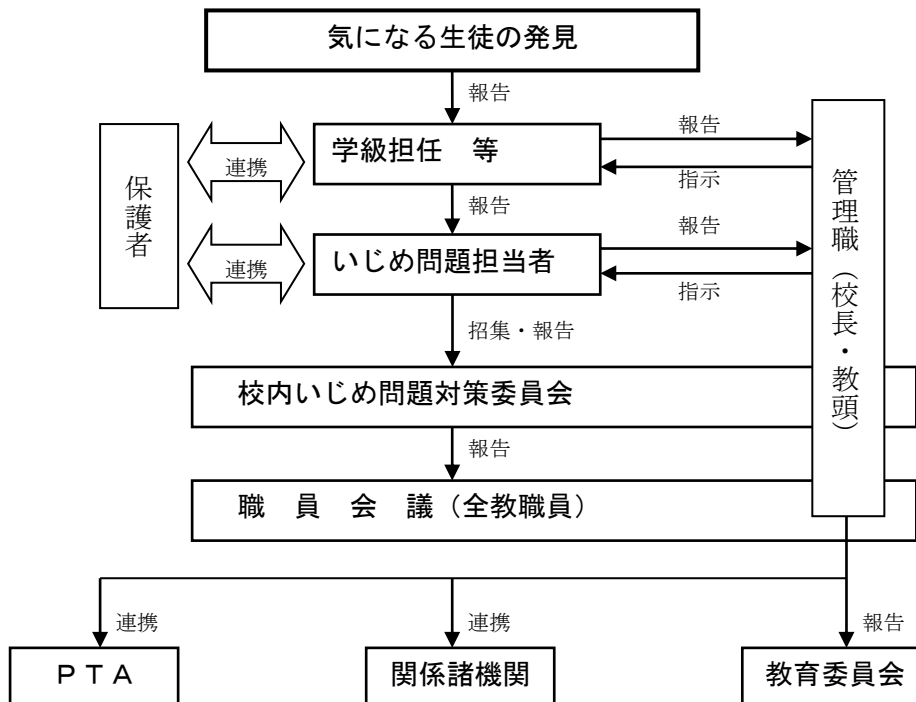 気になる生徒の発見
報告
学級担任　等
報告
指示
連携
保護者
報告
いじめ問題担当者
報告
指示
連携
管理職（校長・教頭）
招集・報告
校内いじめ問題対策委員会
報告
職　員　会　議（全教職員）
連携
連携
報告
ＰＴＡ
関係諸機関
教育委員会